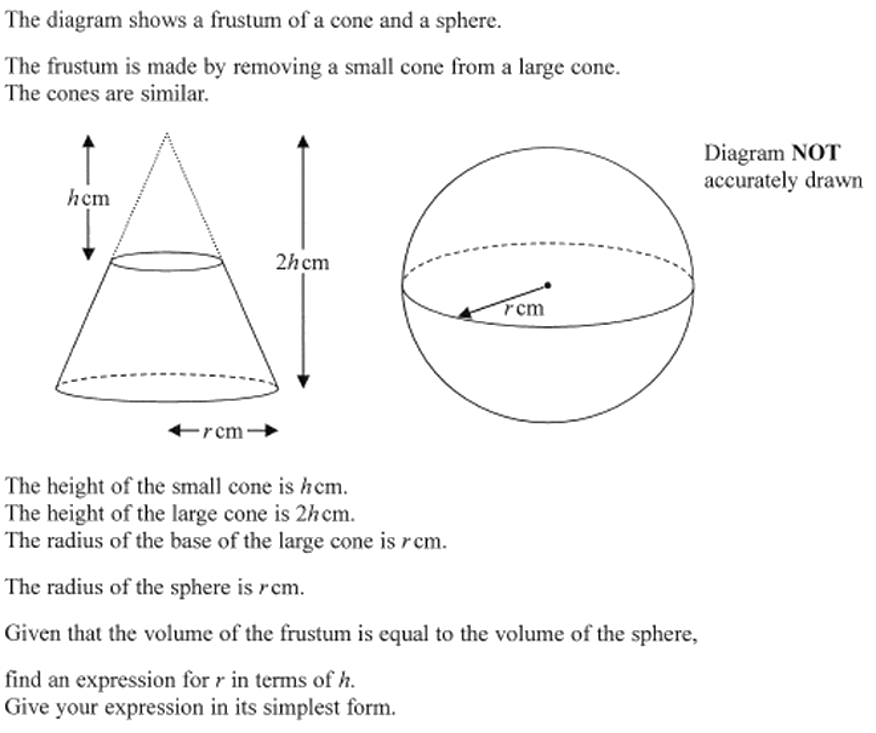 The diagram shows a frustum of a cone and a sphere.
The frustum is made by removing a small cone from a large cone.
The cones are similar.
Diagram NOT
accurately drawn
h cm
2h cm
r cm
r cm
The height of the small cone is h cm.
The height of the large cone is 2h cm.
The radius of the base of the large cone is r cm.
The radius of the sphere is r cm.
Given that the volume of the frustum is equal to the volume of the sphere,
find an expression for r in terms of h.
Give your expression in its simplest form.